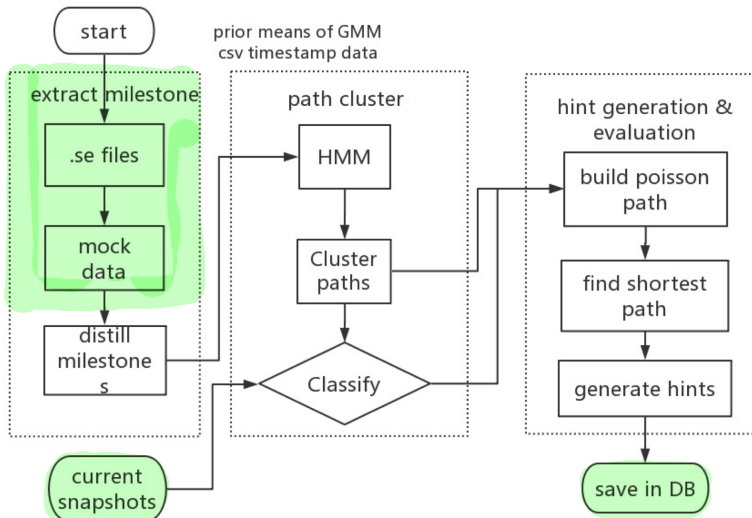 start
prior means of GMM
csv timestamp data
extract milestone
.se files
mock
data
distill
mileston
s
path cluster
HMM
Cluster
paths
Classify
hint generation &
evaluation
build poisson
path
find shortest
path
generate hints
current
snapshots
save in DB